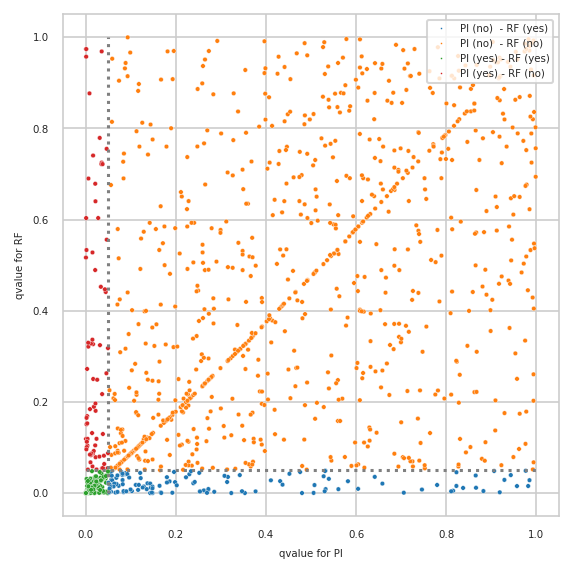 1.0
0.8
0.6
0.4
0.2
0.0
qvalue for RF
PI (no)  - RF (yes)
PI (no)  - RF (no)
PI (yes) - RF (yes)
PI (yes) - RF (no)
0.0 0.2 0.4 0.6 0.8 1.0
qvalue for PI